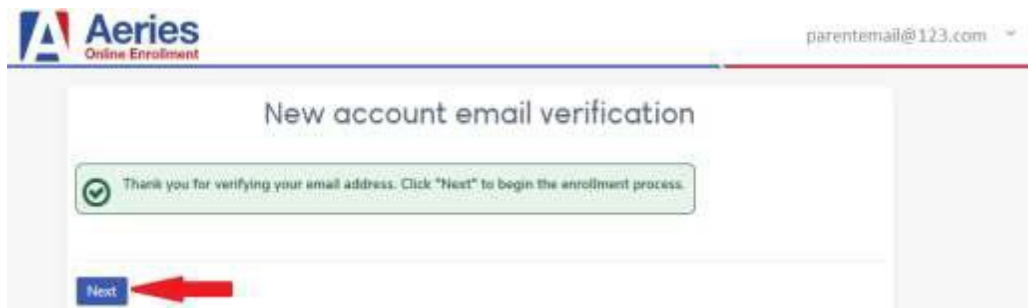 Aeries
Online Enrollment
parentemail@123.com
New account email verification
Thank you for verifying your email address. Click "Next" to begin the enrollment process.
Next